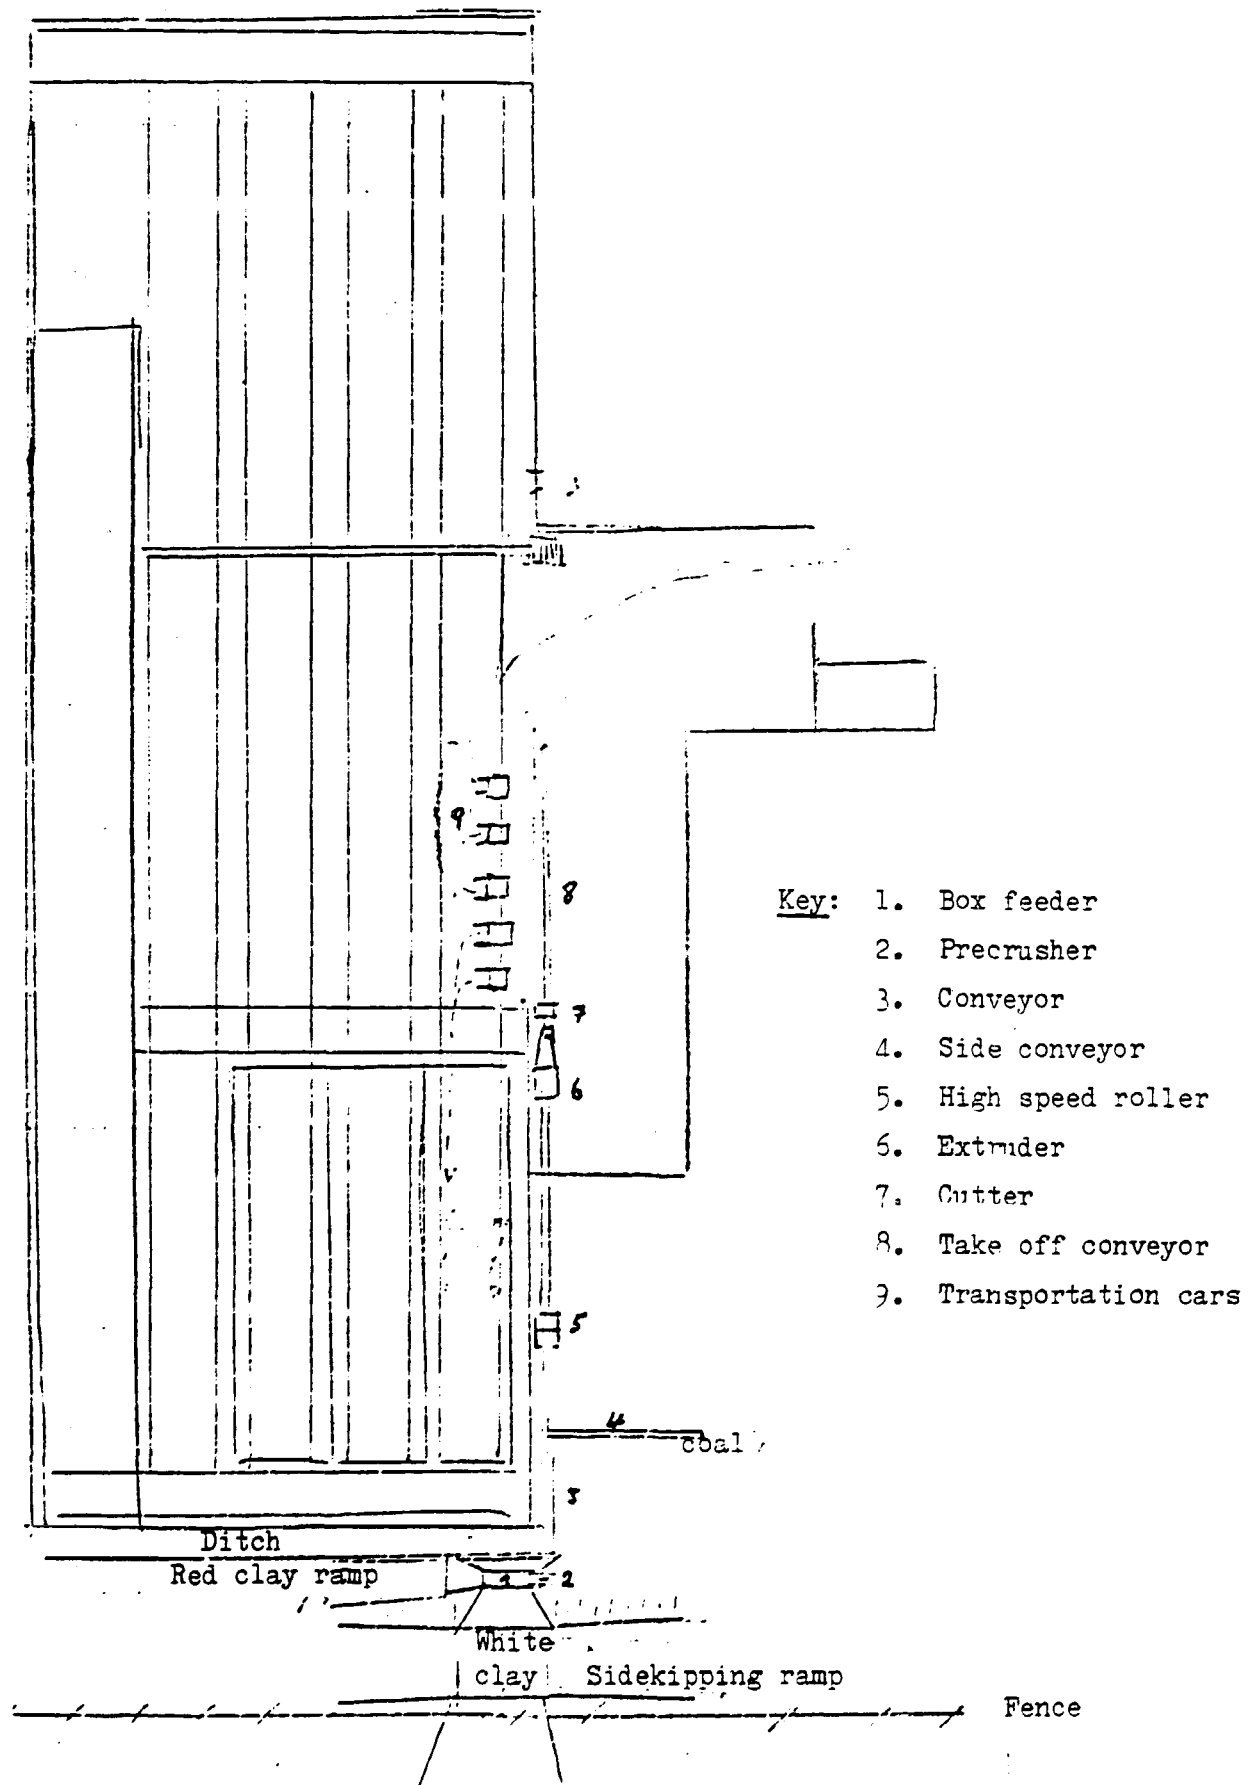 9
8
7
6
5
4
coal
3
Key: 1. Box feeder
2. Precrusher
3. Conveyor
4. Side conveyor
5. High speed roller
6. Extruder
7. Cutter
8. Take off conveyor
9. Transportation cars
Ditch
Red clay ramp
1
2
White
clay
Sidekipping ramp
Fence